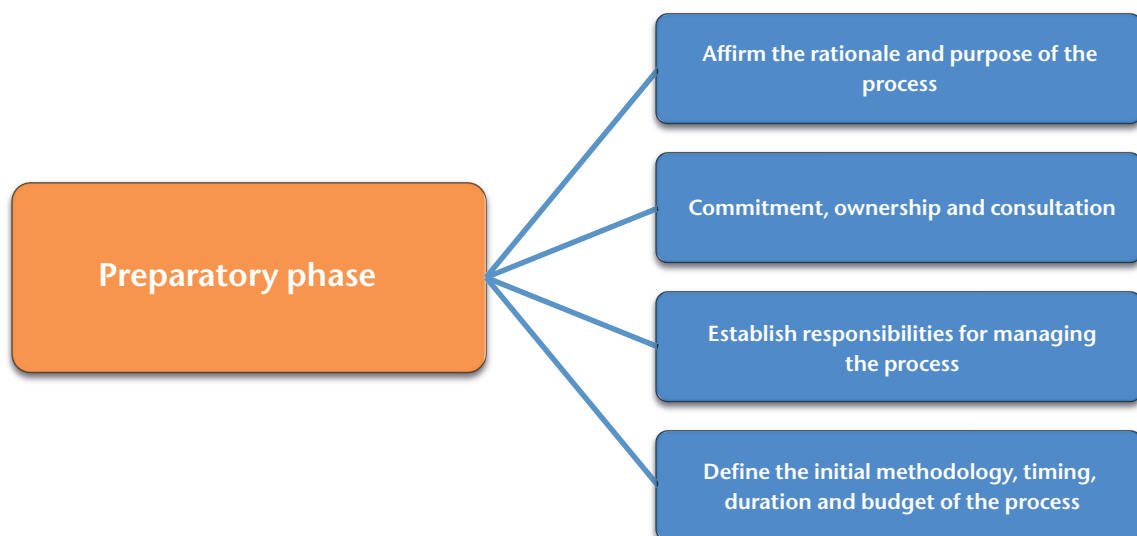 Affirm the rationale and purpose of the
process
Commitment, ownership and consultation
Preparatory phase
Establish responsibilities for managing
the process
Define the initial methodology, timing,
duration and budget of the process